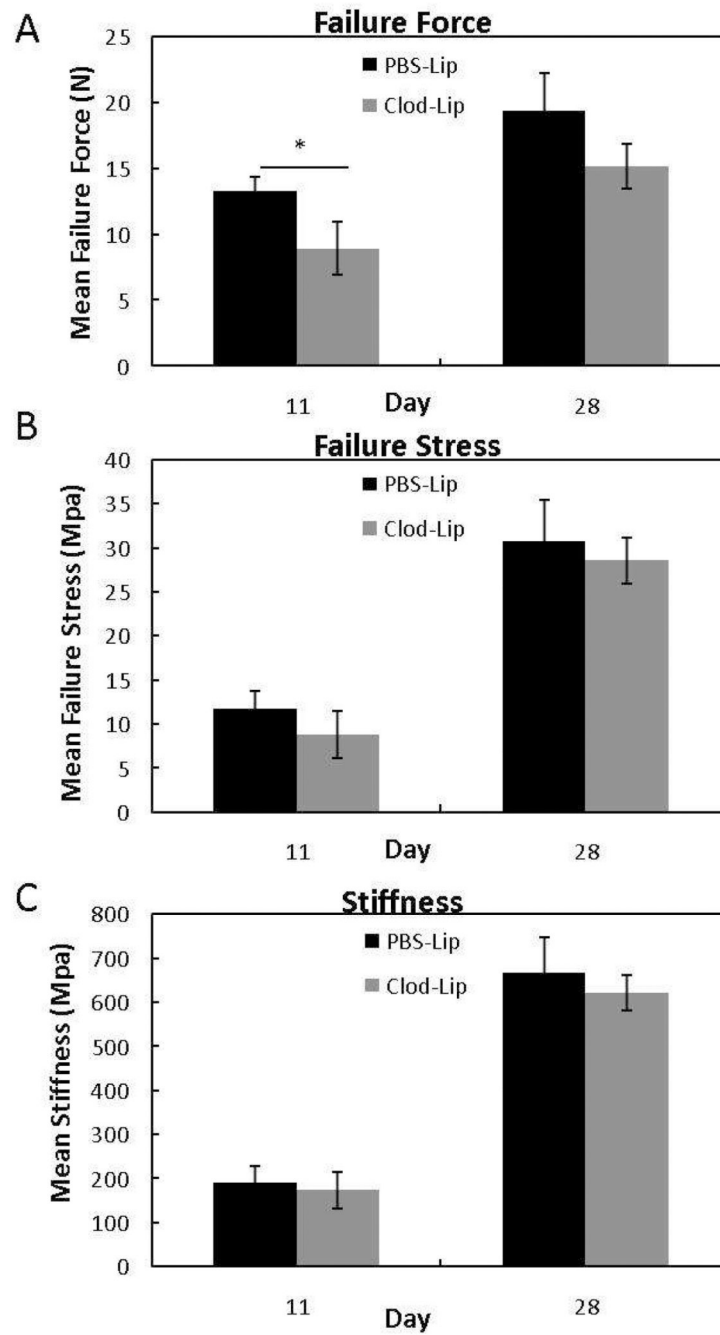 A
Failure Force
Mean Failure Force (N)
25
20
15
10
5
0
PBS-Lip
Clod-Lip
*
11
Day
28
B
Failure Stress
Mean Failure Stress (Mpa)
40
35
30
25
20
15
10
5
0
PBS-Lip
Clod-Lip
11
Day
28
C
Stiffness
Mean Stiffness (Mpa)
800
700
600
500
400
300
200
100
0
PBS-Lip
Clod-Lip
11
Day
28